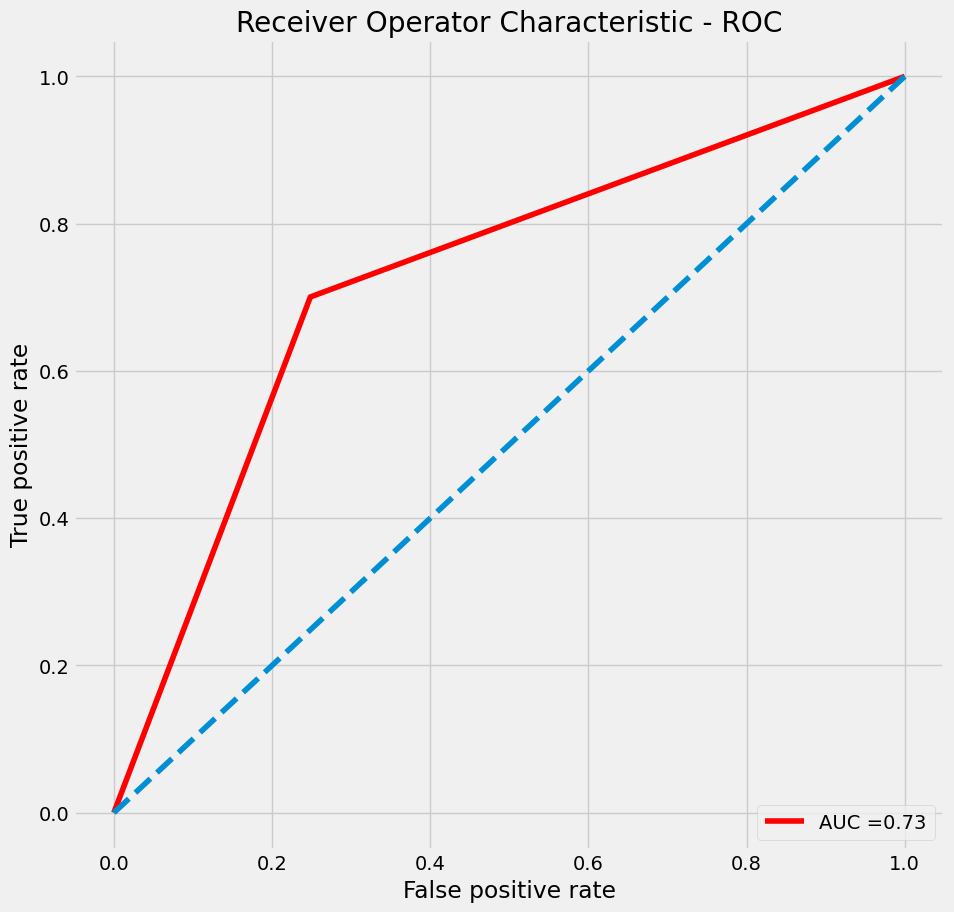 Receiver Operator Characteristic - ROC
1.0
0.8
0.6
0.4
0.2
0.0
True positive rate
0.0 0.2 0.4 0.6 0.8 1.0
False positive rate
AUC =0.73